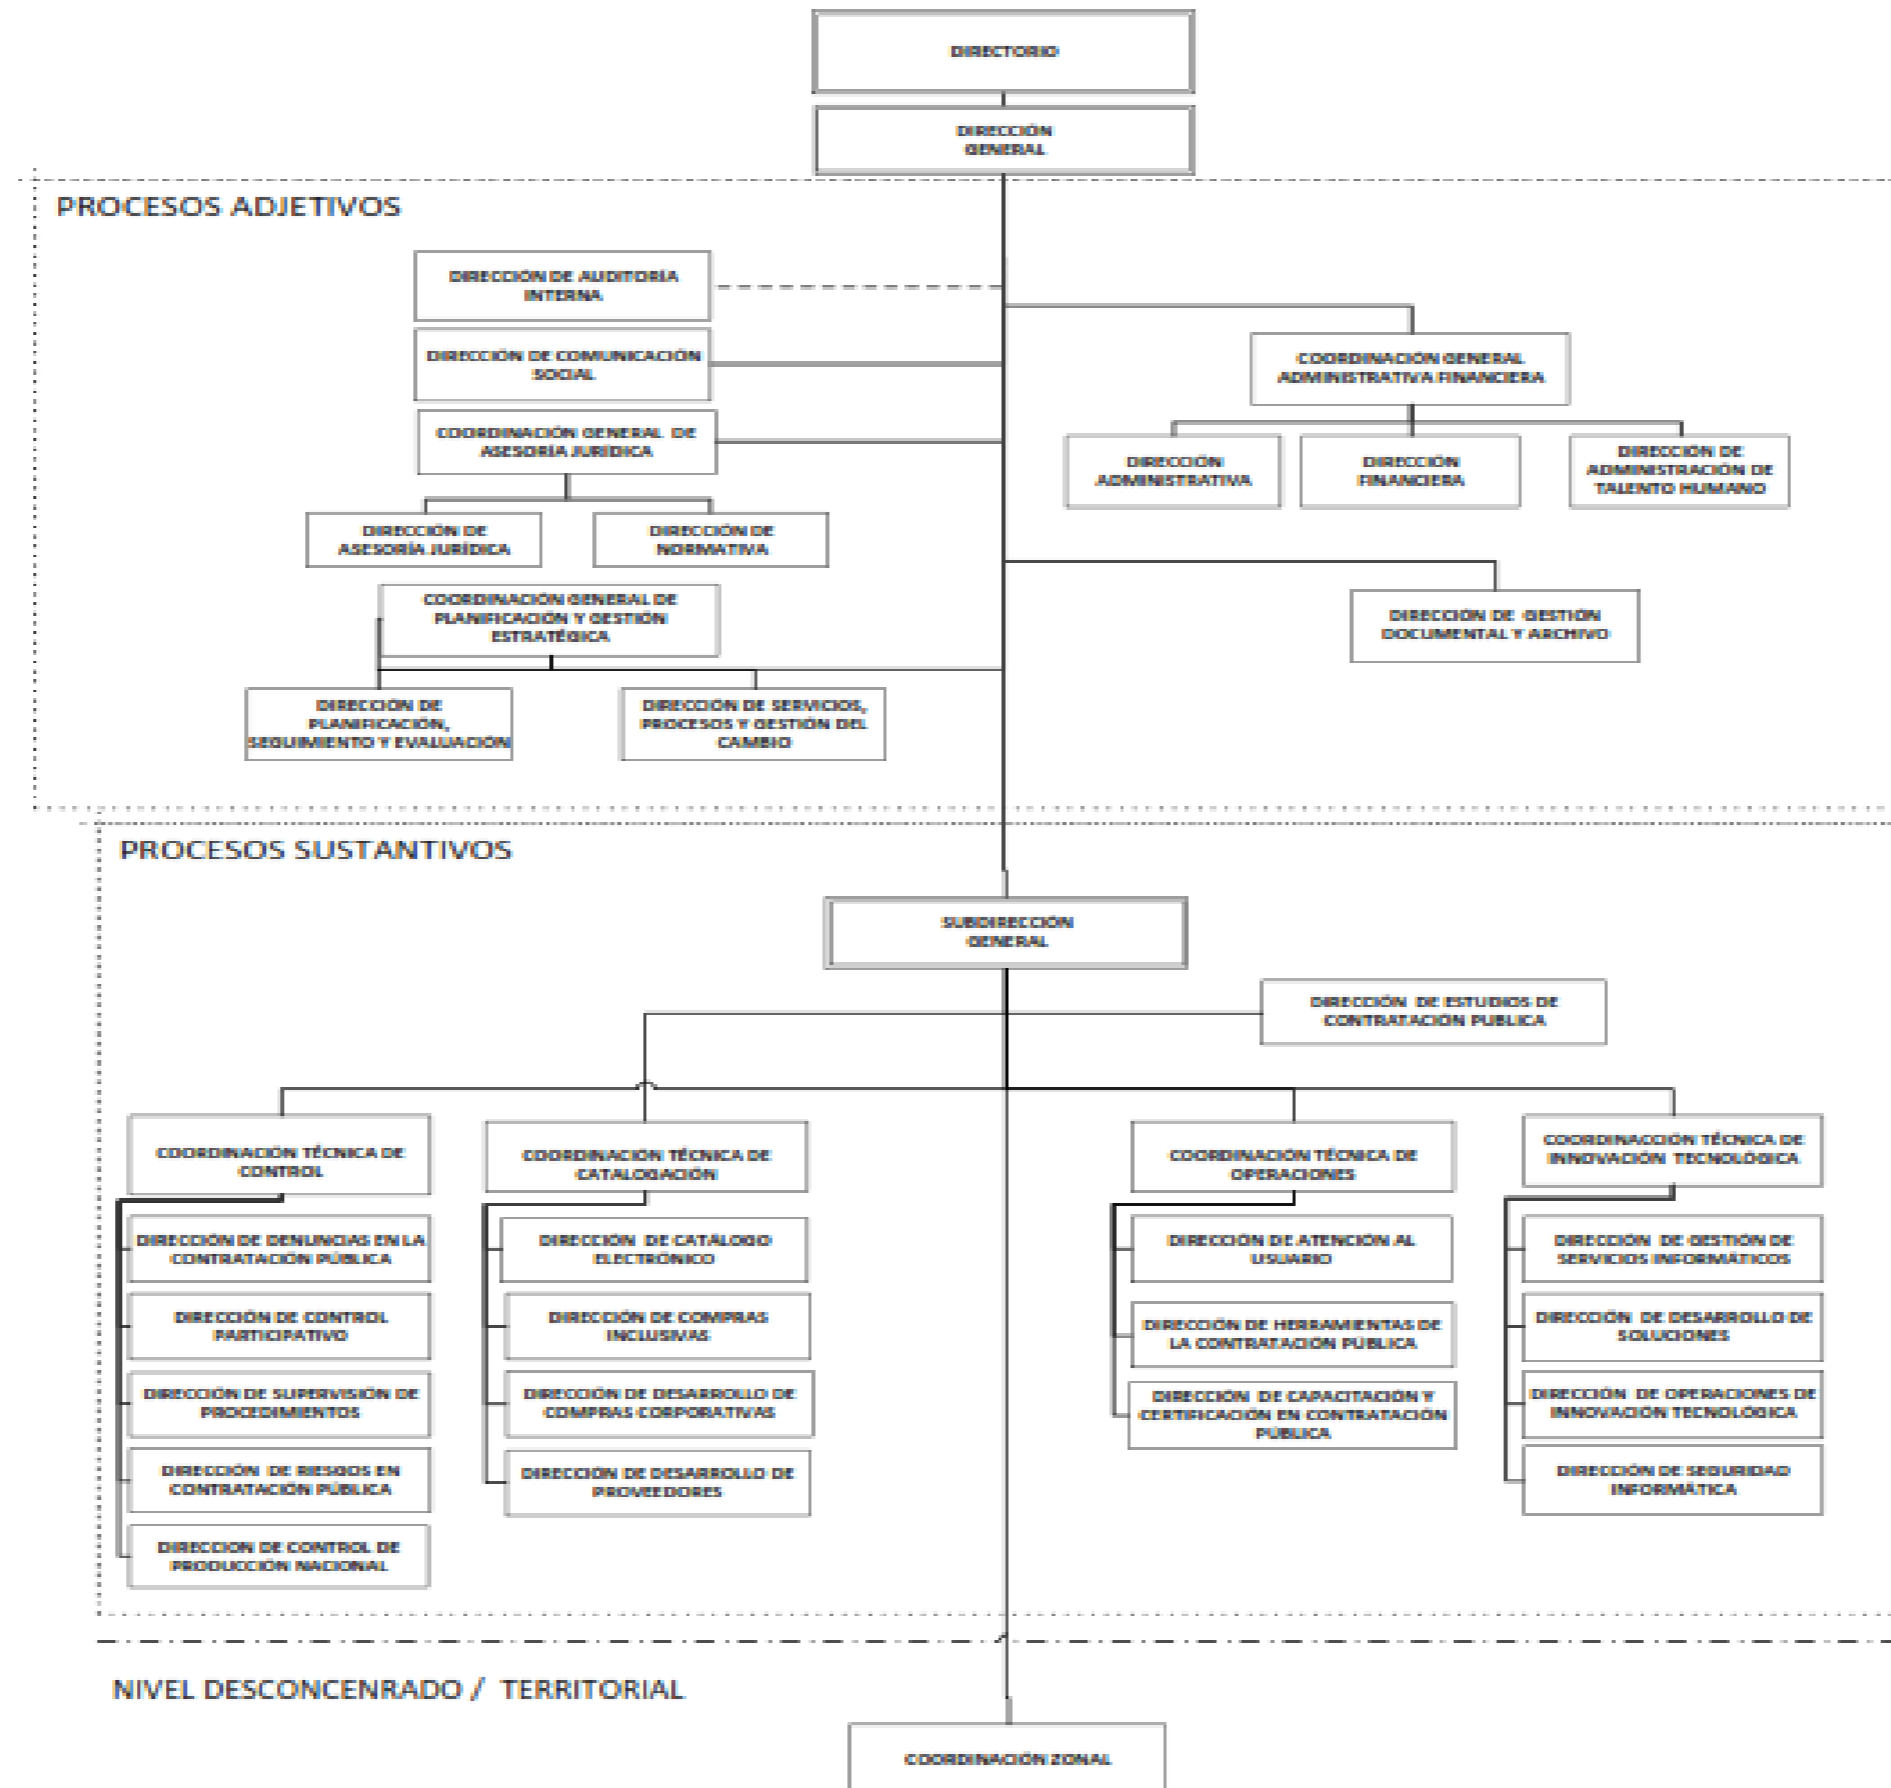 DIRECTORIO
DIRECCIÓN
GENERAL
PROCESOS ADJETIVOS
DIRECCIÓN DE AUDITORÍA
INTERNA
DIRECCIÓN DE COMUNICACIÓN
SOCIAL
COORDINACIÓN GENERAL DE
ASESORÍA JURÍDICA
DIRECCIÓN DE
ASESORÍA JURÍDICA
DIRECCIÓN DE
NORMATIVA
COORDINACIÓN GENERAL DE
PLANIFICACIÓN Y GESTIÓN
ESTRATÉGICA
DIRECCIÓN DE
PLANIFICACIÓN,
SEGUIMIENTO Y EVALUACIÓN
DIRECCIÓN DE SERVICIOS,
PROCESOS Y GESTIÓN DEL
CAMBIO
COORDINACIÓN GENERAL
ADMINISTRATIVA FINANCIERA
DIRECCIÓN
ADMINISTRATIVA
DIRECCIÓN
FINANCIERA
DIRECCIÓN DE
ADMINISTRACIÓN DE
TALENTO HUMANO
DIRECCIÓN DE GESTIÓN
DOCUMENTAL Y ARCHIVO
PROCESOS SUSTANTIVOS
SUBDIRECCIÓN
GENERAL
DIRECCIÓN DE ESTUDIOS DE
CONTRATACIÓN PUBLICA
COORDINACIÓN TÉCNICA DE
CONTROL
DIRECCIÓN DE DENUNCIAS EN LA
CONTRATACIÓN PÚBLICA
DIRECCIÓN DE CONTROL
PARTICIPATIVO
DIRECCIÓN DE SUPERVISIÓN DE
PROCEDIMIENTOS
DIRECCIÓN DE RIESGOS EN
CONTRATACIÓN PÚBLICA
DIRECCION DE CONTROL DE
PRODUCCIÓN NACIONAL
COORDINACIÓN TÉCNICA DE
CATALOGACIÓN
DIRECCIÓN DE CATÁLOGO
ELECTRÓNICO
DIRECCIÓN DE COMPRAS
INCLUSIVAS
DIRECCIÓN DE DESARROLLO DE
COMPRAS CORPORATIVAS
DIRECCIÓN DE DESARROLLO DE
PROVEEDORES
COORDINACIÓN TÉCNICA DE
OPERACIONES
DIRECCIÓN DE ATENCIÓN AL
USUARIO
DIRECCIÓN DE HERRAMIENTAS DE
LA CONTRATACIÓN PÚBLICA
DIRECCIÓN DE CAPACITACIÓN Y
CERTIFICACIÓN EN CONTRATACIÓN
PÚBLICA
COORDINACCIÓN TÉCNICA DE
INNOVACIÓN TECNOLÓGICA
DIRECCIÓN DE GESTIÓN DE
SERVICIOS INFORMÁTICOS
DIRECCIÓN DE DESARROLLO DE
SOLUCIONES
DIRECCIÓN DE OPERACIONES DE
INNOVACIÓN TECNOLÓGICA
DIRECCIÓN DE SEGURIDAD
INFORMÁTICA
NIVEL DESCONCENRADO / TERRITORIAL
COORDINACIÓN ZONAL